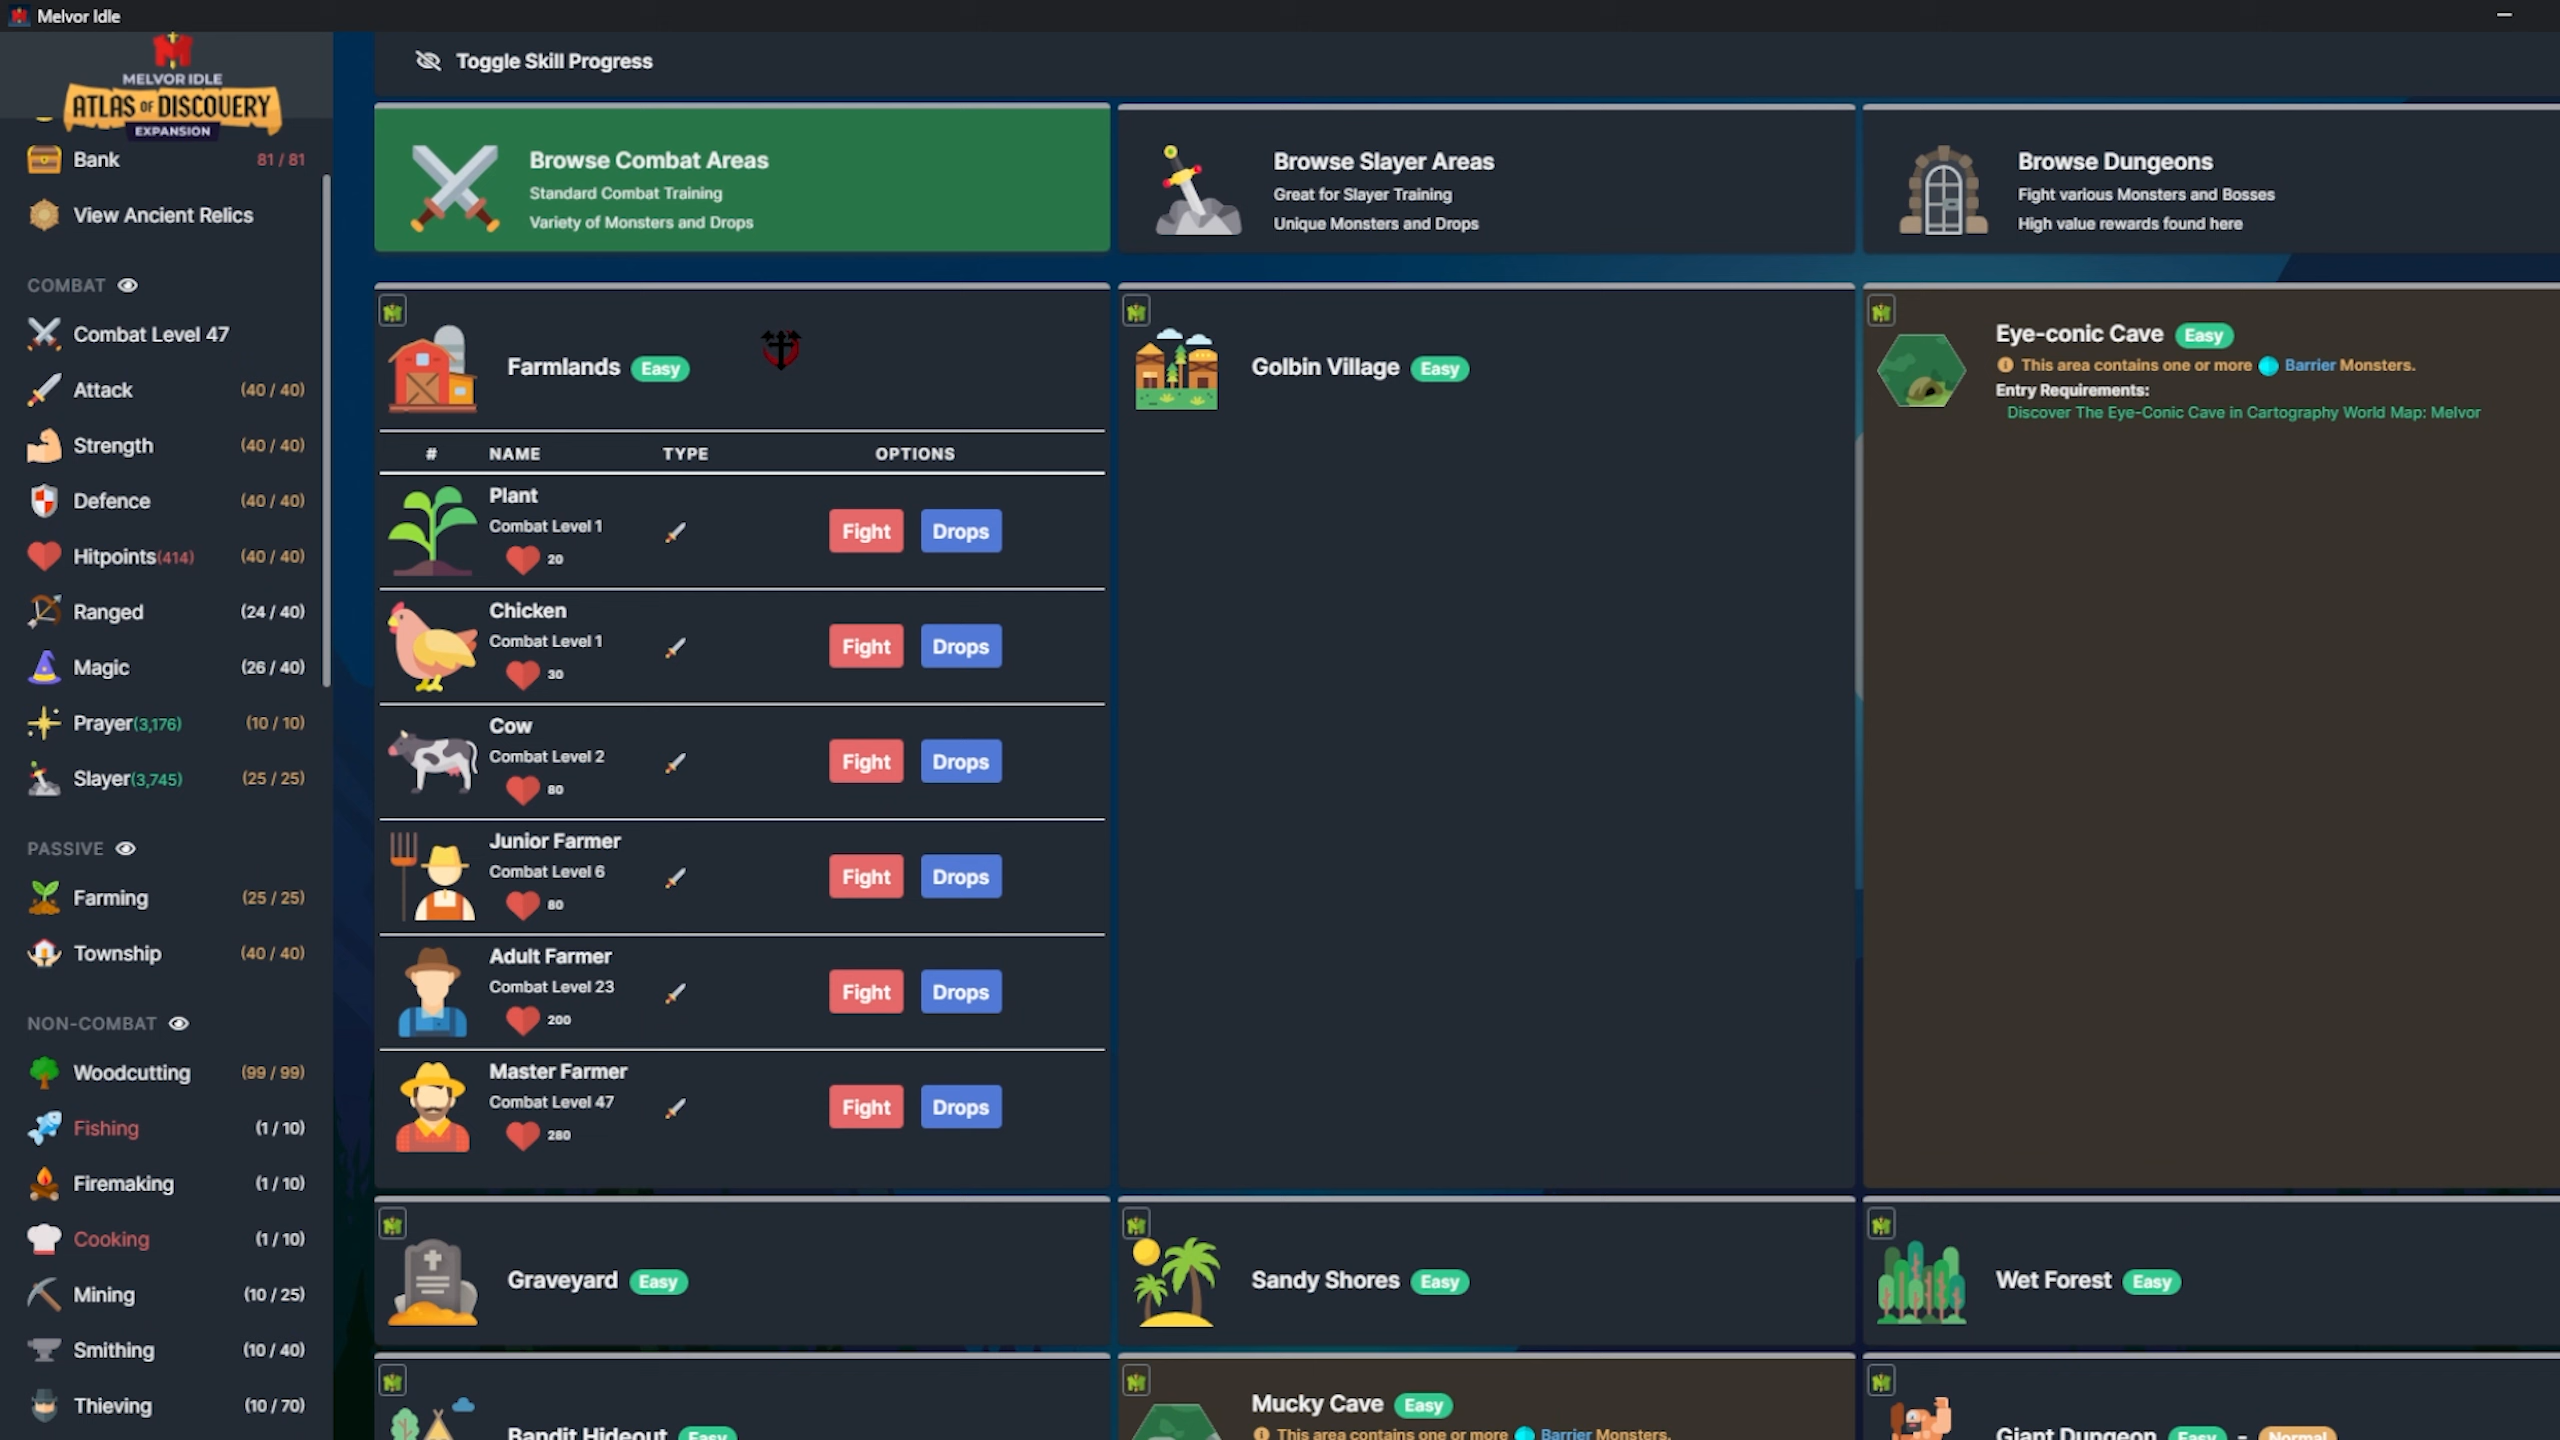 Melvor Idle
MELVOR IDLE
ATLAS OF DISCOVERY
EXPANSION
Bank 81 / 81
View Ancient Relics
COMBAT
Combat Level 47
Attack (40 / 40)
Strength (40 / 40)
Defence (40 / 40)
Hitpoints(414) (40 / 40)
Ranged (24 / 40)
Magic (26 / 40)
Prayer(3,176) (10 / 10)
Slayer(3,745) (25 / 25)
PASSIVE
Farming (25 / 25)
Township (40 / 40)
NON-COMBAT
Woodcutting (99 / 99)
Fishing (1 / 10)
Firemaking (1 / 10)
Cooking (1 / 10)
Mining (10 / 25)
Smithing (10 / 40)
Thieving (10 / 70)
Toggle Skill Progress
Browse Combat Areas
Standard Combat Training
Variety of Monsters and Drops
Browse Slayer Areas
Great for Slayer Training
Unique Monsters and Drops
Browse Dungeons
Fight various Monsters and Bosses
High value rewards found here
Farmlands Easy
# NAME TYPE OPTIONS
Plant
Combat Level 1
20
Fight Drops
Chicken
Combat Level 1
30
Fight Drops
Cow
Combat Level 2
80
Fight Drops
Junior Farmer
Combat Level 6
80
Fight Drops
Adult Farmer
Combat Level 23
200
Fight Drops
Master Farmer
Combat Level 47
280
Fight Drops
Golbin Village Easy
Eye-conic Cave Easy
This area contains one or more Barrier Monsters.
Entry Requirements:
Discover The Eye-Conic Cave in Cartography World Map: Melvor
Graveyard Easy
Sandy Shores Easy
Wet Forest Easy
Bandit Hideout Easy
Mucky Cave Easy
This area contains one or more Barrier Monsters.
Giant Dungeon Easy - Normal